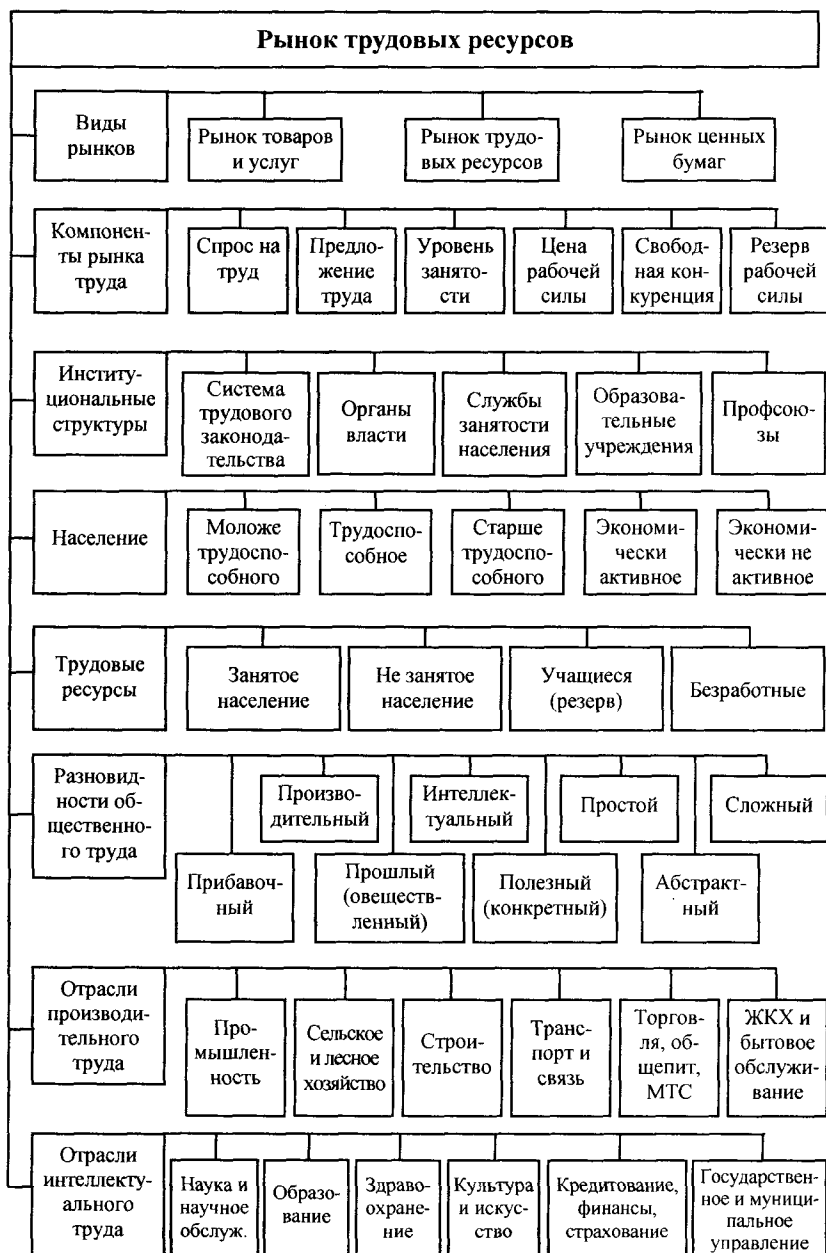 Рынок трудовых ресурсов
Виды
рынков
Рынок товаров
и услуг
Рынок трудо-
вых ресурсов
Рынок ценных
бумаг
Компонен-
ты рынка
труда
Спрос на
труд
Предло-
жение
труда
Уровень
занято-
сти
Цена
рабочей
силы
Свобод-
ная кон-
куренция
Резерв
рабочей
силы
Институ-
циональные
структуры
Система
трудового
законода-
тельства
Органы
власти
Службы
занятости
населения
Образова-
тельные
учреждения
Профсою-
зы
Население
Моложе
трудоспо-
собного
Трудоспо-
собное
Старше
трудоспо-
собного
Экономи-
чески
активное
Экономи-
чески не
активное
Трудовые
ресурсы
Занятое
население
Не занятое
население
Учащиеся
(резерв)
Безработные
Разновид-
ности об-
щественно-
го труда
Произво-
дительный
Интеллек-
туальный
Простой
Сложный
Прибавоч-
ный
Прошлый
(овеществ-
ленный)
Полезный
(конкретный)
Абстракт-
ный
Отрасли
производи-
тельного
труда
Про-
мышлен-
ность
Сельское
и лесное
хозяйство
Строи-
тельство
Транс-
порт и
связь
Торгов-
ля, об-
щепит,
МТС
ЖКХ и
бытовое
обслужи-
вание
Отрасли
интеллекту-
ального
труда
Наука и
научное
обслуж.
Образо-
вание
Здраво-
охране-
ние
Культура
и искус-
ство
Кредитование,
финансы,
страхование
Государствен-
ное и муници-
пальное
управление